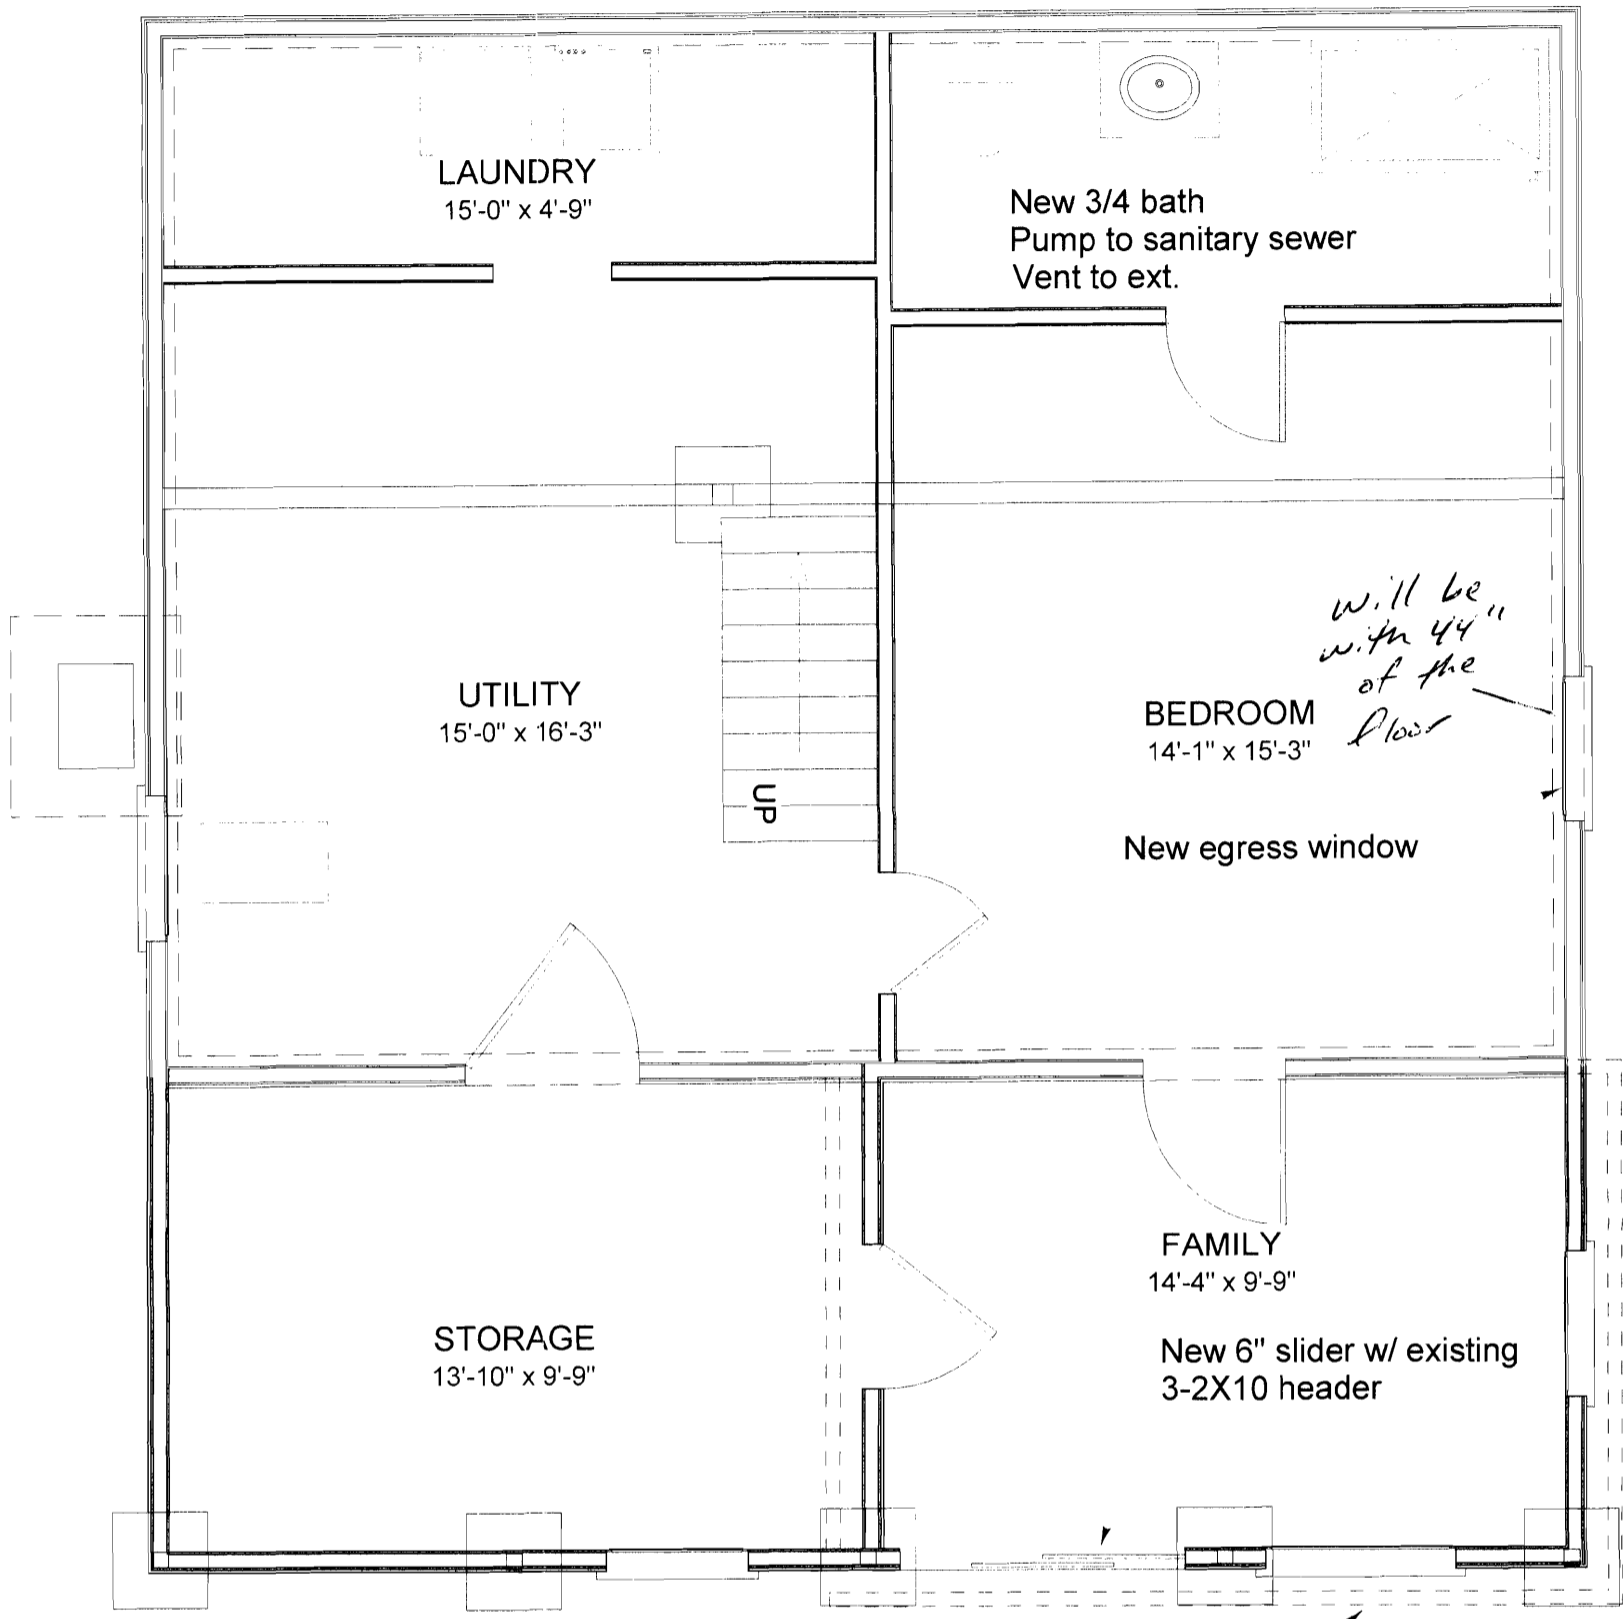 LAUNDRY
15'-0" x 4'-9"
New 3/4 bath
Pump to sanitary sewer
Vent to ext.
UTILITY
15'-0" x 16'-3"
UP
will be
with 44"
of the
floor
BEDROOM
14'-1" x 15'-3"
New egress window
FAMILY
14'-4" x 9'-9"
New 6" slider w/ existing
3-2X10 header
STORAGE
13'-10" x 9'-9"